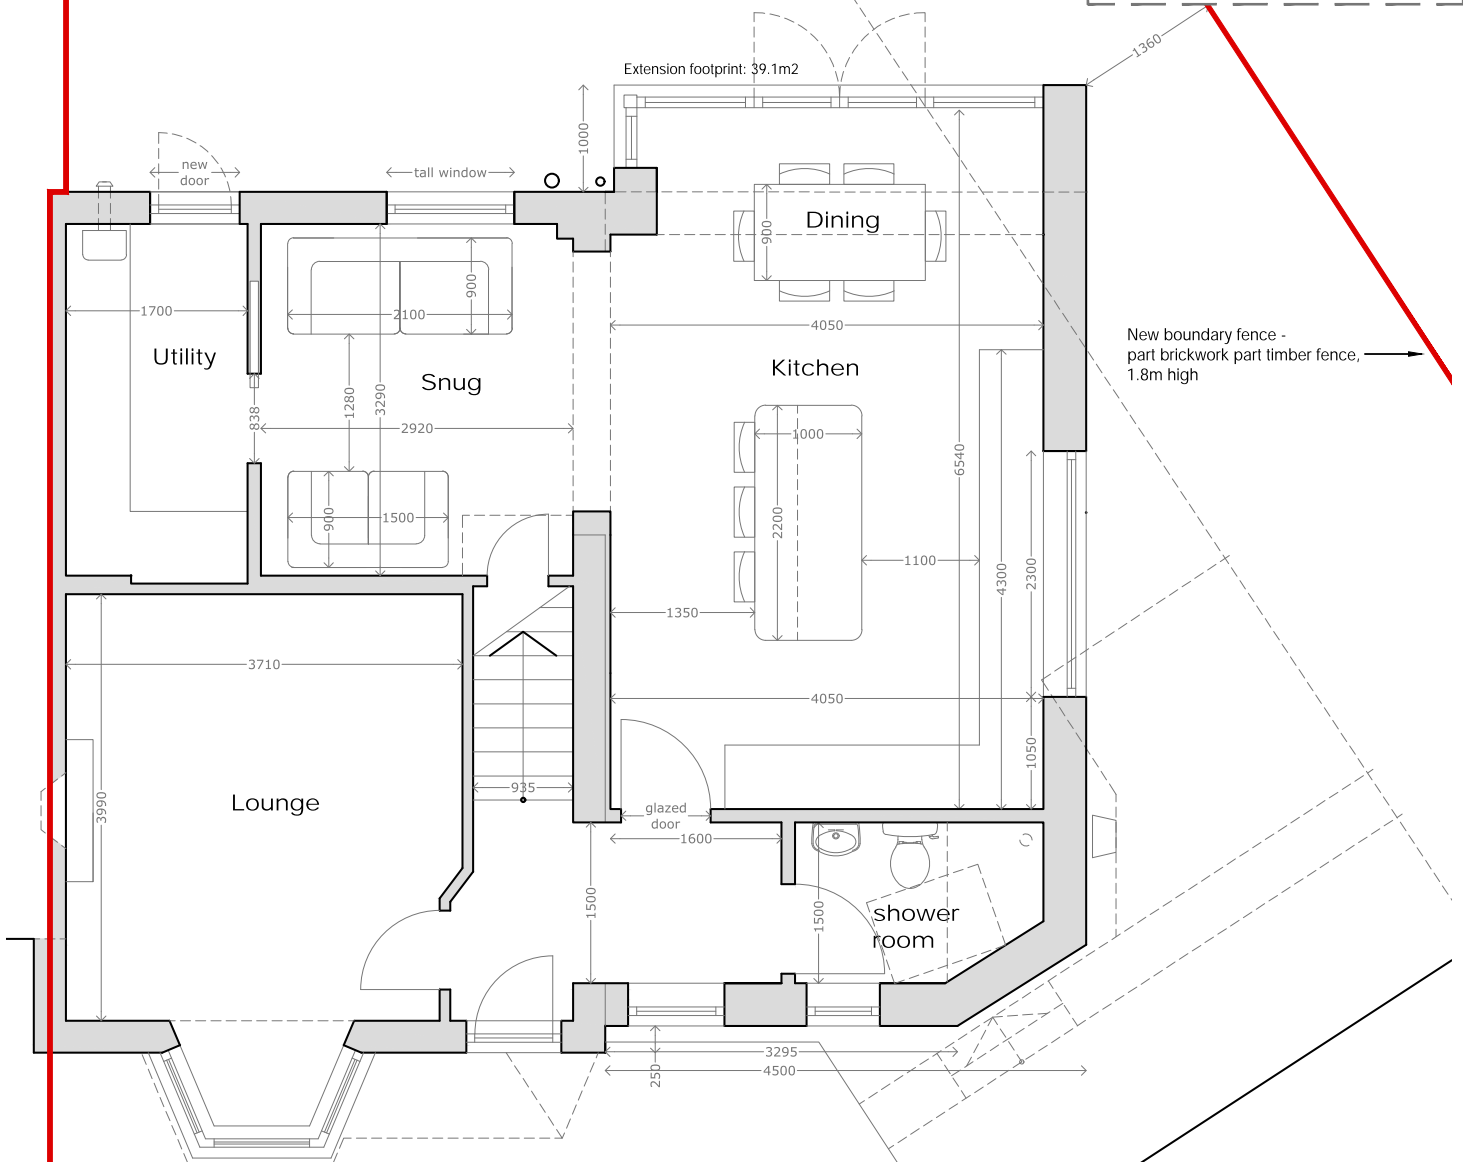 1360
Extension footprint: 39.1m2
1000
new
door
tall window
900
Dining
900
2100
1700
4050
New boundary fence -
part brickwork part timber fence,
1.8m high
Utility
Snug
Kitchen
1280
3290
838
2920
1000
6540
900
1500
2200
1100
4300
2300
1350
3710
4050
1050
935
Lounge
3990
glazed
door
1600
1500
1500
shower
room
3295
250
4500